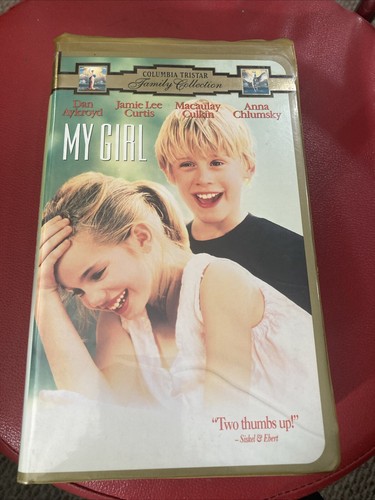 COLUMBIA TRISTAR
Family Collection
Dan Aykroyd Jamie Lee Curtis Macaulay Culkin Anna Chlumsky
MY GIRL
"Two thumbs up!"
– Siskel & Ebert